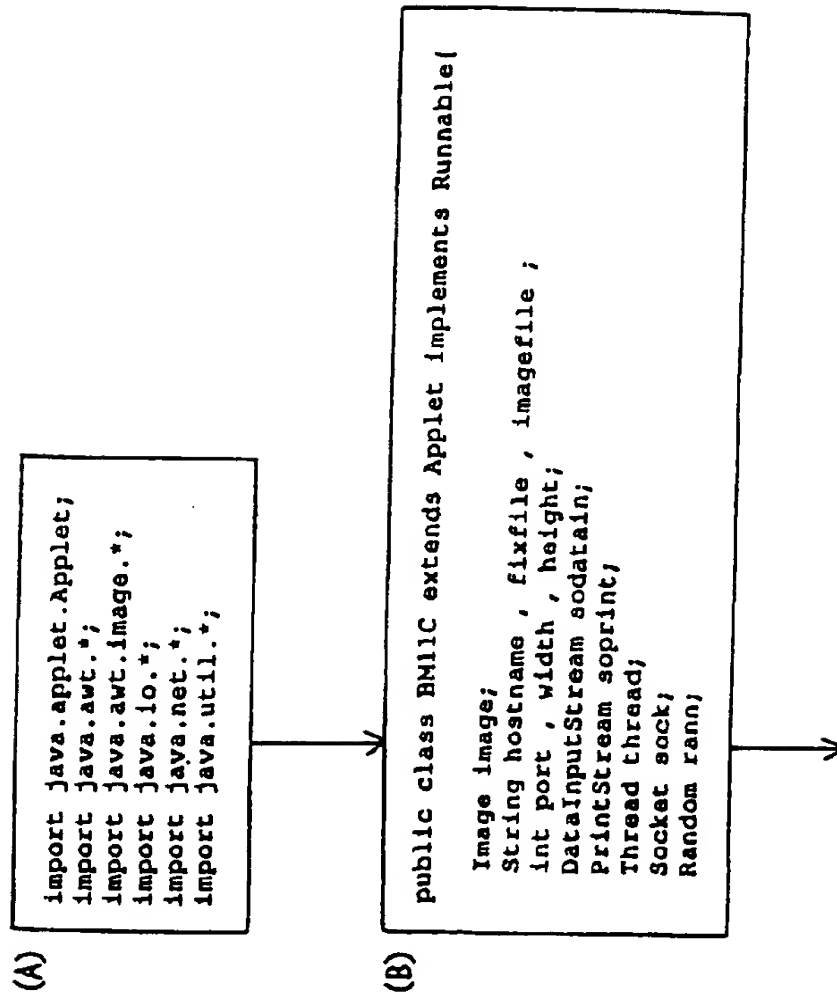 (A)
import java.applet.Applet;
import java.awt.*;
import java.awt.image.*;
import java.io.*;
import java.net.*;
import java.util.*;
(B)
public class BM11C extends Applet implements Runnable{
Image image;
String hostname , fixfile , imagefile ;
int port , width , height;
DataInputStream sodatain;
PrintStream soprint;
Thread thread;
Socket sock;
Random rann;